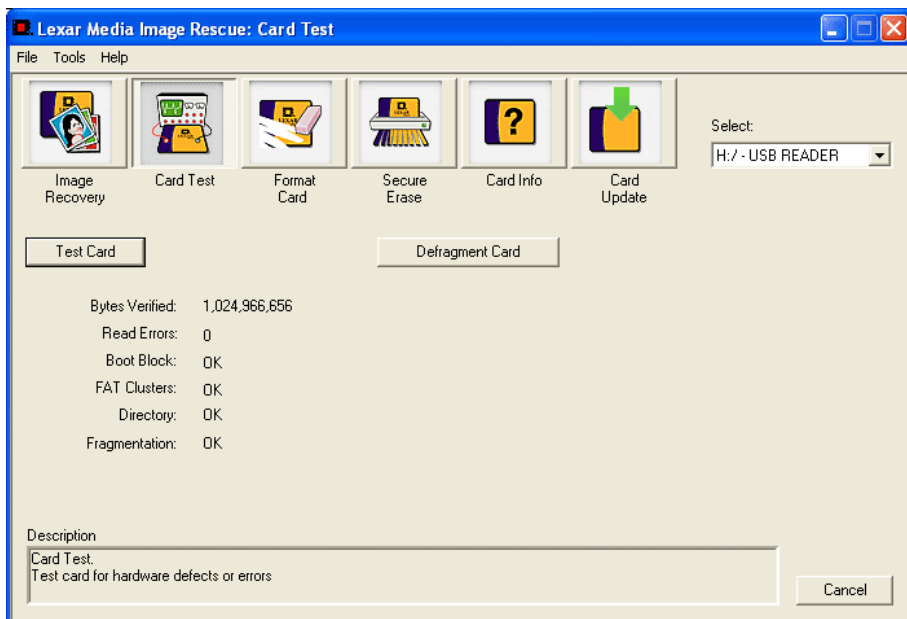 Lexar Media Image Rescue: Card Test
File Tools Help
Image
Recovery
Card Test
Format
Card
Secure
Erase
Card Info
Card
Update
Select:
H:/ - USB READER
Test Card
Defragment Card
Bytes Verified: 1,024,966,656
Read Errors: 0
Boot Block: OK
FAT Clusters: OK
Directory: OK
Fragmentation: OK
Description
Card Test.
Test card for hardware defects or errors
Cancel